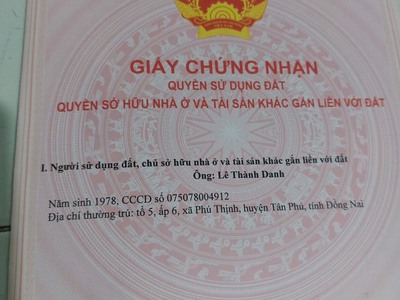 GIẤY CHỨNG NHẬN
QUYỀN SỬ DỤNG ĐẤT
QUYỀN SỞ HỮU NHÀ Ở VÀ TÀI SẢN KHÁC GẮN LIỀN VỚI ĐẤT
I. Người sử dụng đất, chủ sở hữu nhà ở và tài sản khác gắn liền với đất
Ông: Lê Thành Danh
Năm sinh 1978, CCCD số 075078004912
Địa chỉ thường trú: tổ 5, ấp 6, xã Phú Thịnh, huyện Tân Phú, tỉnh Đồng Nai